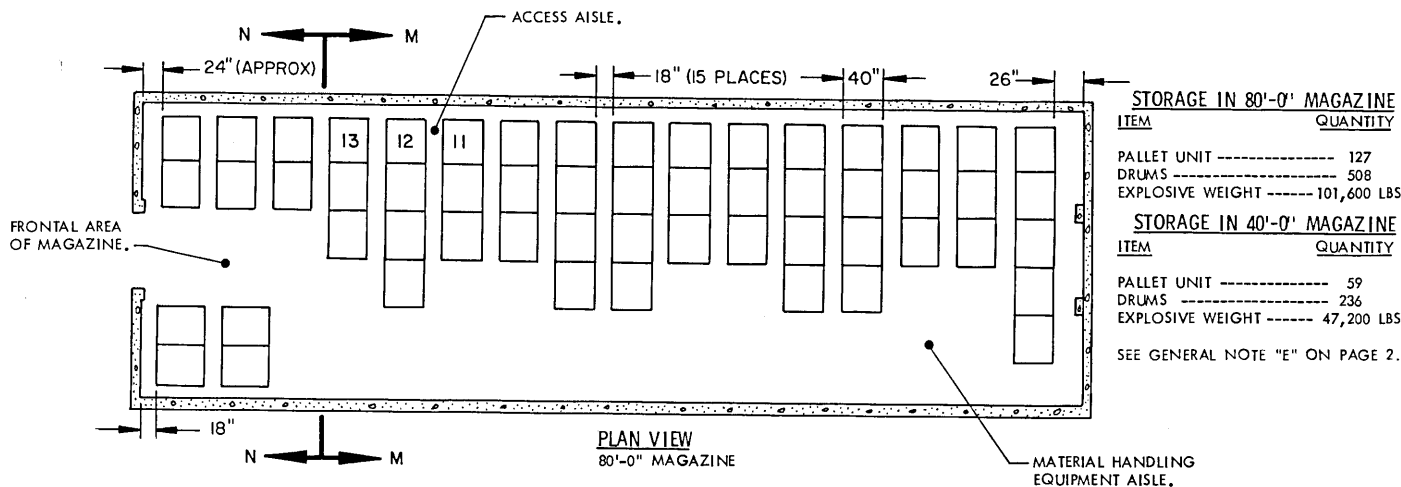 ACCESS AISLE.
N M
24" (APPROX)
18" (15 PLACES)
40"
26"
13 12 11
FRONTAL AREA
OF MAGAZINE.
18"
N M
PLAN VIEW
80'-0" MAGAZINE
MATERIAL HANDLING
EQUIPMENT AISLE.
STORAGE IN 80'-0" MAGAZINE
ITEM QUANTITY
PALLET UNIT -------------- 127
DRUMS ------------------- 508
EXPLOSIVE WEIGHT ------ 101,600 LBS
STORAGE IN 40'-0" MAGAZINE
ITEM QUANTITY
PALLET UNIT -------------- 59
DRUMS ------------------- 236
EXPLOSIVE WEIGHT ------ 47,200 LBS
SEE GENERAL NOTE "E" ON PAGE 2.